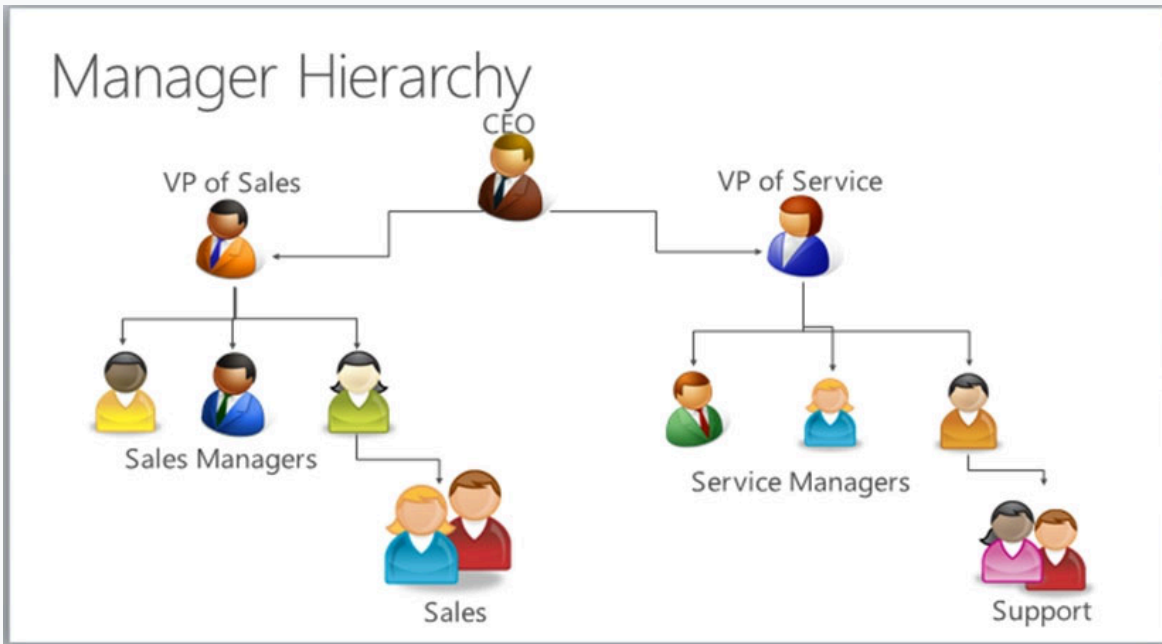 Manager Hierarchy
CEO
VP of Sales
VP of Service
Sales Managers
Service Managers
Sales
Support